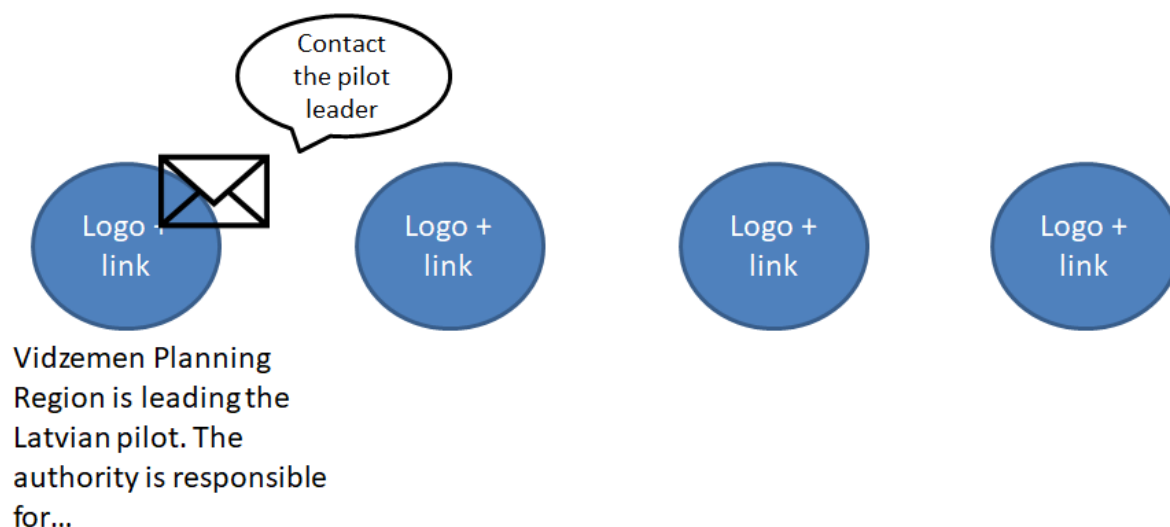 Contact
the pilot
leader
Logo +
link
Logo +
link
Logo +
link
Logo +
link
Vidzemen Planning
Region is leading the
Latvian pilot. The
authority is responsible
for...